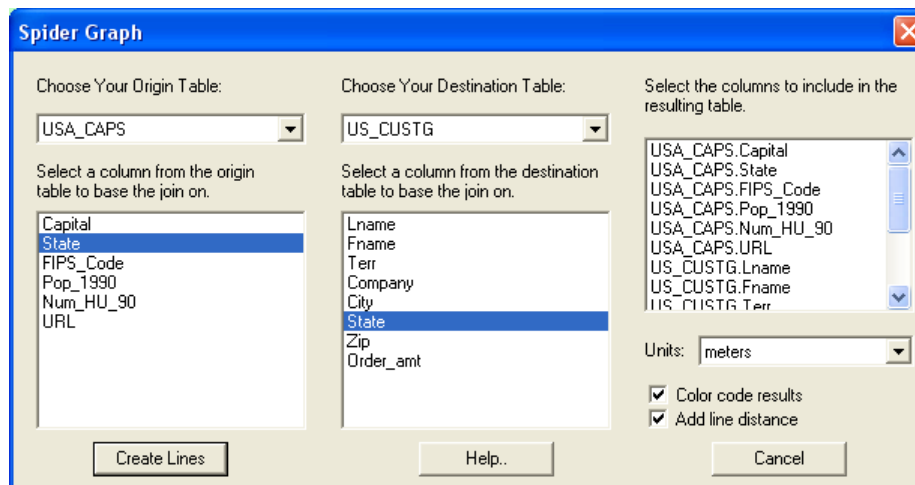 Spider Graph
Choose Your Origin Table:
USA_CAPS
Select a column from the origin
table to base the join on.
Capital
State
FIPS_Code
Pop_1990
Num_HU_90
URL
Create Lines
Choose Your Destination Table:
US_CUSTG
Select a column from the destination
table to base the join on.
Lname
Fname
Terr
Company
City
State
Zip
Order_amt
Help..
Select the columns to include in the
resulting table.
USA_CAPS.Capital
USA_CAPS.State
USA_CAPS.FIPS_Code
USA_CAPS.Pop_1990
USA_CAPS.Num_HU_90
USA_CAPS.URL
US_CUSTG.Lname
US_CUSTG.Fname
US_CUSTG.Terr
Units: meters
Color code results
Add line distance
Cancel